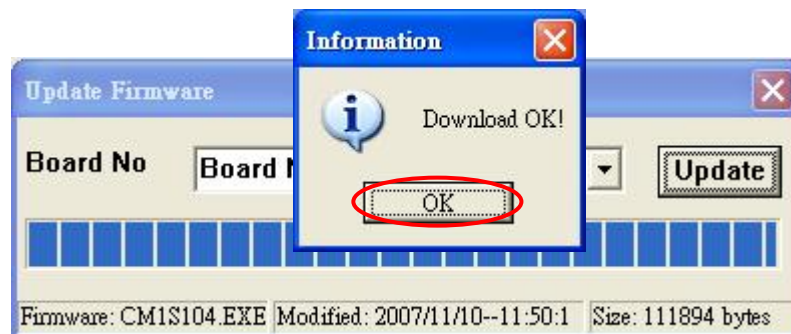 Information
Update Firmware
Download OK!
Board No
Board
Update
OK
Firmware: CM1S104.EXE Modified: 2007/11/10--11:50:1 Size: 111894 bytes